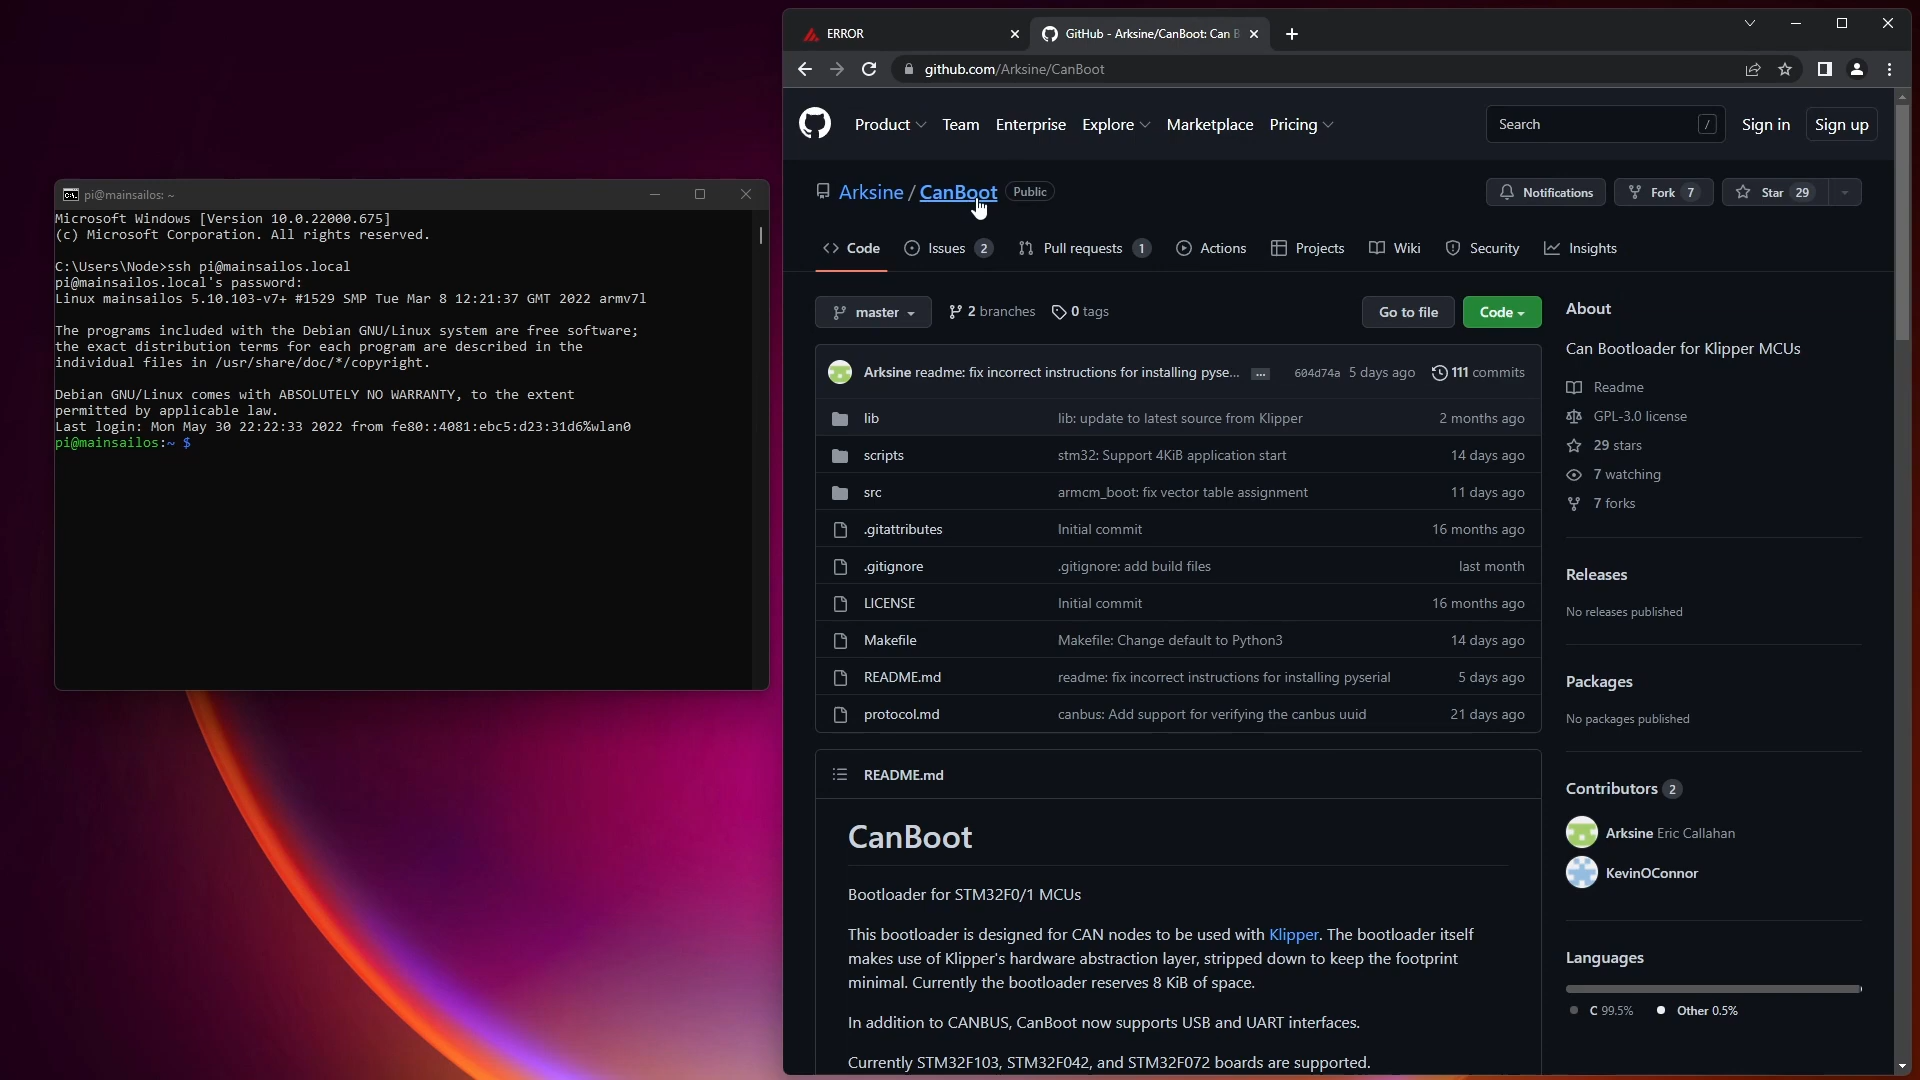 pi@mainsailos: ~
Microsoft Windows [Version 10.0.22000.675]
(c) Microsoft Corporation. All rights reserved.
C:\Users\Node>ssh pi@mainsailos.local
pi@mainsailos.local's password:
Linux mainsailos 5.10.103-v7+ #1529 SMP Tue Mar 8 12:21:37 GMT 2022 armv7l
The programs included with the Debian GNU/Linux system are free software;
the exact distribution terms for each program are described in the
individual files in /usr/share/doc/*/copyright.
Debian GNU/Linux comes with ABSOLUTELY NO WARRANTY, to the extent
permitted by applicable law.
Last login: Mon May 30 22:22:33 2022 from fe80::4081:ebc5:d23:31d6%wlan0
pi@mainsailos:~ $
ERROR
GitHub - Arksine/CanBoot: Can B
github.com/Arksine/CanBoot
Product Team Enterprise Explore Marketplace Pricing
Search /
Sign in Sign up
Arksine / CanBoot Public
Notifications Fork 7 Star 29
Code Issues 2 Pull requests 1 Actions Projects Wiki Security Insights
master 2 branches 0 tags
Go to file Code
Arksine readme: fix incorrect instructions for installing pyse... ... 604d74a 5 days ago 111 commits
lib lib: update to latest source from Klipper 2 months ago
scripts stm32: Support 4KiB application start 14 days ago
src armcm_boot: fix vector table assignment 11 days ago
.gitattributes Initial commit 16 months ago
.gitignore .gitignore: add build files last month
LICENSE Initial commit 16 months ago
Makefile Makefile: Change default to Python3 14 days ago
README.md readme: fix incorrect instructions for installing pyserial 5 days ago
protocol.md canbus: Add support for verifying the canbus uuid 21 days ago
README.md
CanBoot
Bootloader for STM32F0/1 MCUs
This bootloader is designed for CAN nodes to be used with Klipper. The bootloader itself
makes use of Klipper's hardware abstraction layer, stripped down to keep the footprint
minimal. Currently the bootloader reserves 8 KiB of space.
In addition to CANBUS, CanBoot now supports USB and UART interfaces.
Currently STM32F103, STM32F042, and STM32F072 boards are supported.
About
Can Bootloader for Klipper MCUs
Readme
GPL-3.0 license
29 stars
7 watching
7 forks
Releases
No releases published
Packages
No packages published
Contributors 2
Arksine Eric Callahan
KevinOConnor
Languages
C 99.5% Other 0.5%